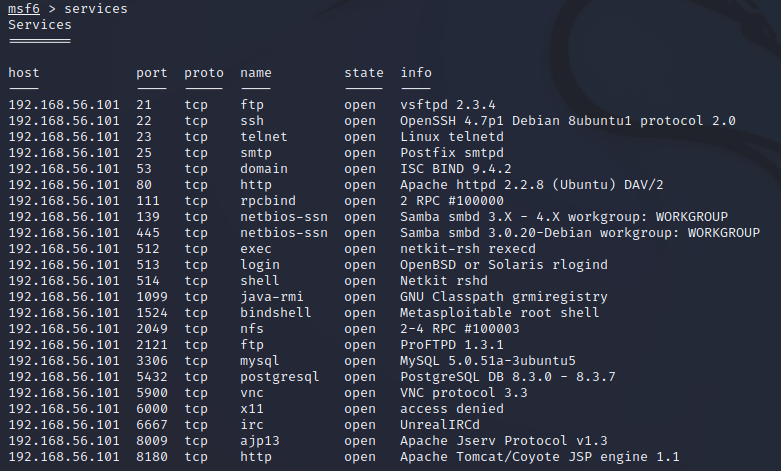 msf6 > services
Services
========
host port proto name state info
---- ---- ----- ---- ----- ----
192.168.56.101 21 tcp ftp open vsftpd 2.3.4
192.168.56.101 22 tcp ssh open OpenSSH 4.7p1 Debian 8ubuntu1 protocol 2.0
192.168.56.101 23 tcp telnet open Linux telnetd
192.168.56.101 25 tcp smtp open Postfix smtpd
192.168.56.101 53 tcp domain open ISC BIND 9.4.2
192.168.56.101 80 tcp http open Apache httpd 2.2.8 (Ubuntu) DAV/2
192.168.56.101 111 tcp rpcbind open 2 RPC #100000
192.168.56.101 139 tcp netbios-ssn open Samba smbd 3.X - 4.X workgroup: WORKGROUP
192.168.56.101 445 tcp netbios-ssn open Samba smbd 3.0.20-Debian workgroup: WORKGROUP
192.168.56.101 512 tcp exec open netkit-rsh rexecd
192.168.56.101 513 tcp login open OpenBSD or Solaris rlogind
192.168.56.101 514 tcp shell open Netkit rshd
192.168.56.101 1099 tcp java-rmi open GNU Classpath grmiregistry
192.168.56.101 1524 tcp bindshell open Metasploitable root shell
192.168.56.101 2049 tcp nfs open 2-4 RPC #100003
192.168.56.101 2121 tcp ftp open ProFTPD 1.3.1
192.168.56.101 3306 tcp mysql open MySQL 5.0.51a-3ubuntu5
192.168.56.101 5432 tcp postgresql open PostgreSQL DB 8.3.0 - 8.3.7
192.168.56.101 5900 tcp vnc open VNC protocol 3.3
192.168.56.101 6000 tcp x11 open access denied
192.168.56.101 6667 tcp irc open UnrealIRCd
192.168.56.101 8009 tcp ajp13 open Apache Jserv Protocol v1.3
192.168.56.101 8180 tcp http open Apache Tomcat/Coyote JSP engine 1.1